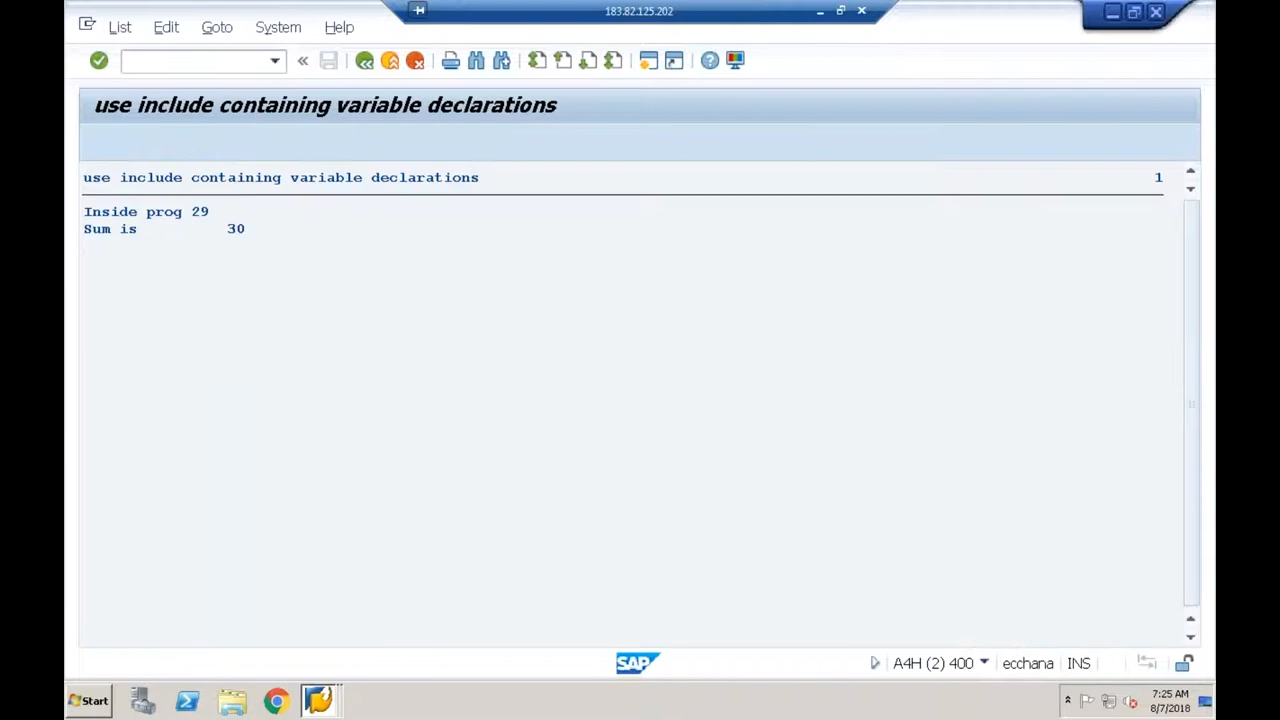 183.82.125.202
List Edit Goto System Help
use include containing variable declarations
use include containing variable declarations 1
Inside prog 29
Sum is 30
SAP
A4H (2) 400 ecchana INS
Start
7:25 AM
8/7/2018